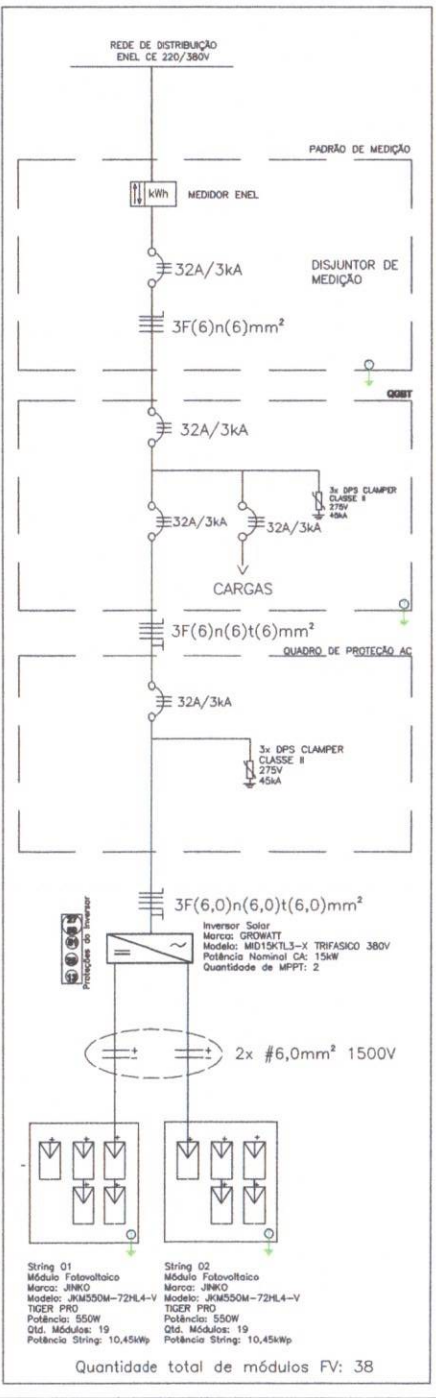 REDE DE DISTRIBUIÇÃO
ENEL CE 220/380V
PADRÃO DE MEDIÇÃO
kWh
MEDIDOR ENEL
32A/3kA
DISJUNTOR DE
MEDIÇÃO
3F(6)n(6)mm²
QGBT
32A/3kA
3x DPS CLAMPER
CLASSE II
275V
45kA
32A/3kA
32A/3kA
CARGAS
3F(6)n(6)t(6)mm²
QUADRO DE PROTEÇÃO AC
32A/3kA
3x DPS CLAMPER
CLASSE II
275V
45kA
3F(6,0)n(6,0)t(6,0)mm²
Proteções do Inversor
Inversor Solar
Marca: GROWATT
Modelo: MID15KTL3-X TRIFASICO 380V
Potência Nominal CA: 15kW
Quantidade de MPPT: 2
2x #6,0mm² 1500V
String 01
Módulo Fotovoltaico
Marca: JINKO
Modelo: JKM550M-72HL4-V
TIGER PRO
Potência: 550W
Qtd. Módulos: 19
Potência String: 10,45kWp
String 02
Módulo Fotovoltaico
Marca: JINKO
Modelo: JKM550M-72HL4-V
TIGER PRO
Potência: 550W
Qtd. Módulos: 19
Potência String: 10,45kWp
Quantidade total de módulos FV: 38